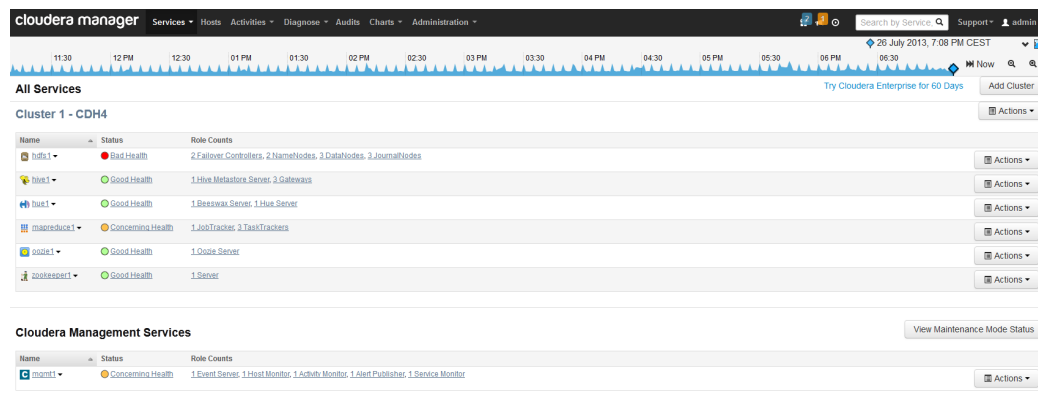 cloudera manager Services Hosts Activities Diagnose Audits Charts Administration 2 3 Search by Service, Support admin
26 July 2013, 7:08 PM CEST
11:30 12 PM 12:30 01 PM 01:30 02 PM 02:30 03 PM 03:30 04 PM 04:30 05 PM 05:30 06 PM 06:30 Now
All Services Try Cloudera Enterprise for 60 Days Add Cluster
Cluster 1 - CDH4 Actions
Name Status Role Counts
hdfs1 Bad Health 2 Failover Controllers, 2 NameNodes, 3 DataNodes, 3 JournalNodes Actions
hive1 Good Health 1 Hive Metastore Server, 3 Gateways Actions
hue1 Good Health 1 Beeswax Server, 1 Hue Server Actions
mapreduce1 Concerning Health 1 JobTracker, 3 TaskTrackers Actions
oozie1 Good Health 1 Oozie Server Actions
zookeeper1 Good Health 1 Server Actions
Cloudera Management Services View Maintenance Mode Status
Name Status Role Counts
C mgmt1 Concerning Health 1 Event Server, 1 Host Monitor, 1 Activity Monitor, 1 Alert Publisher, 1 Service Monitor Actions